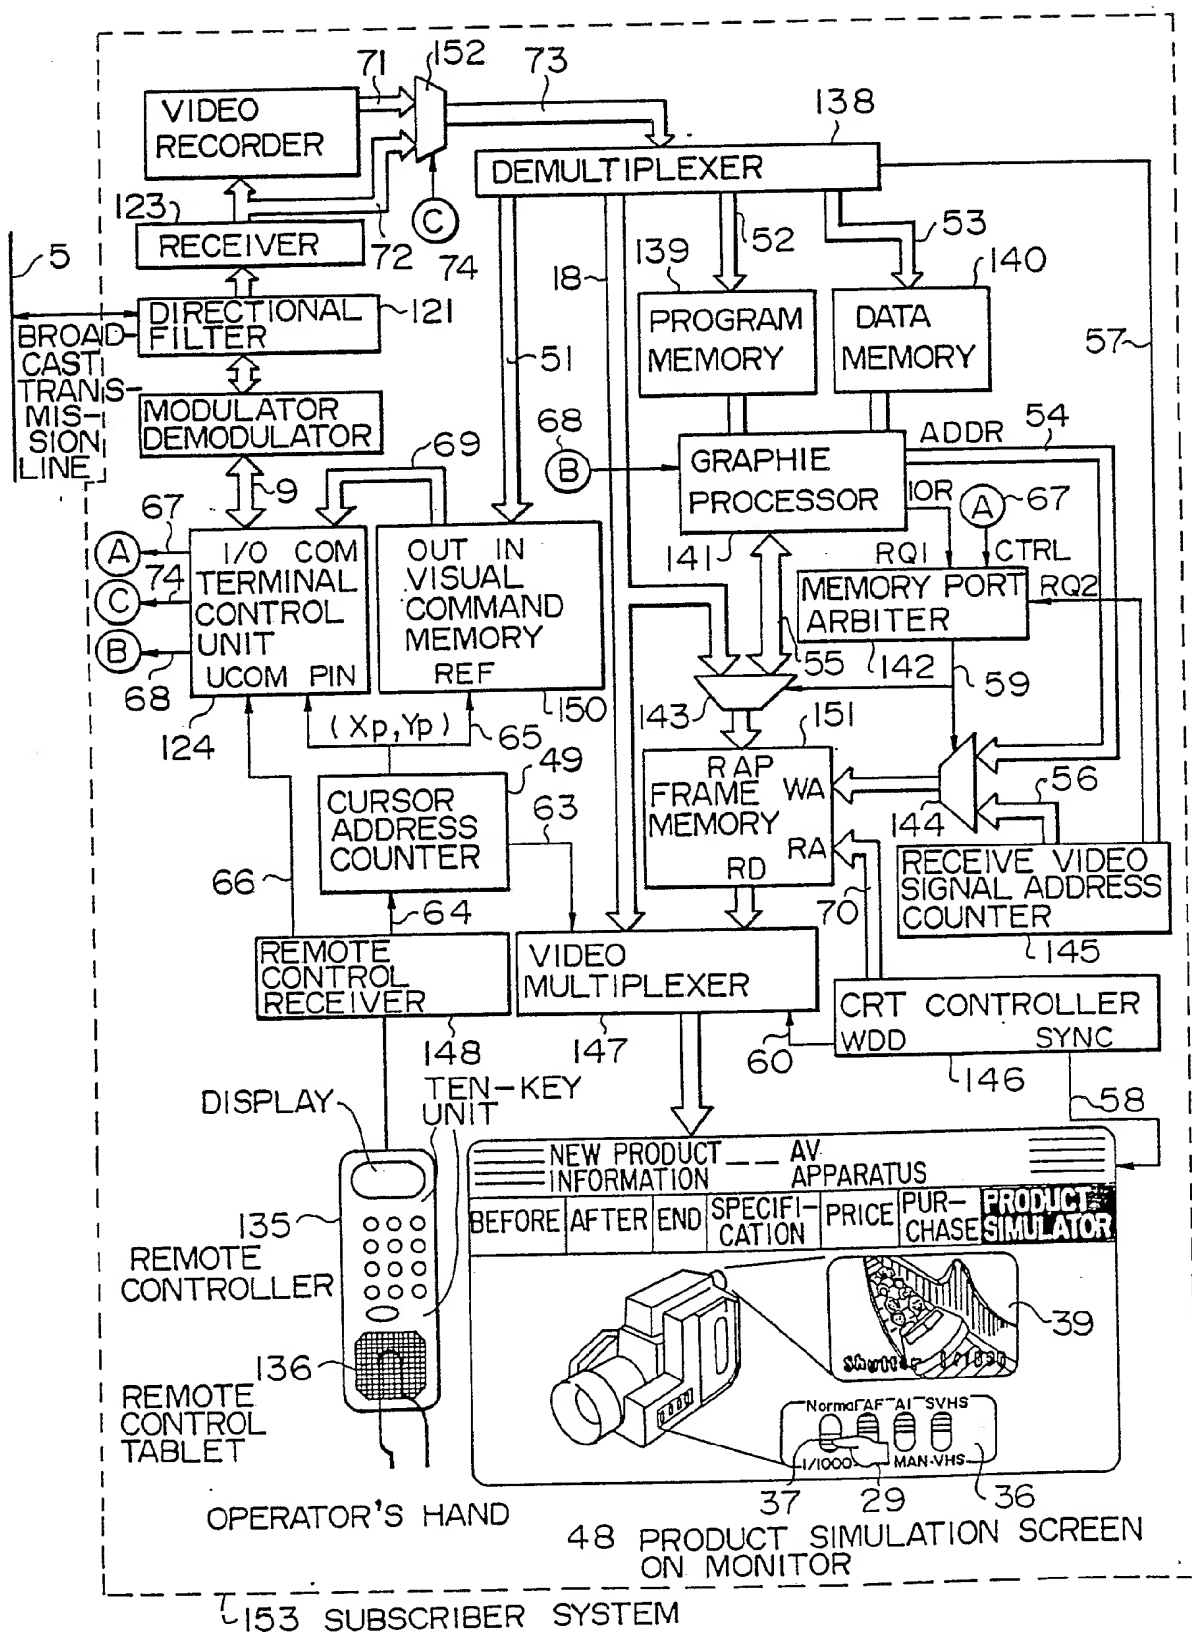 71
152
73
VIDEO
RECORDER
138
DEMULTIPLEXER
123
RECEIVER
72
C
74
5
18
52
53
139
140
DIRECTIONAL
FILTER
121
PROGRAM
MEMORY
DATA
MEMORY
BROAD
CAST
TRANS-
MIS-
SION
LINE
51
57
MODULATOR
DEMODULATOR
68
B
ADDR
54
69
GRAPHIE
PROCESSOR
9
IOR
A
67
67
A
74
C
B
68
I/O COM
TERMINAL
CONTROL
UNIT
UCOM PIN
OUT IN
VISUAL
COMMAND
MEMORY
REF
141
RQ1
CTRL
MEMORY PORT
ARBITER
RQ2
55
142
59
124
(Xp,Yp)
65
150
143
151
49
CURSOR
ADDRESS
COUNTER
63
RAP
FRAME
MEMORY
WA
RA
RD
144
56
66
64
70
RECEIVE VIDEO
SIGNAL ADDRESS
COUNTER
145
REMOTE
CONTROL
RECEIVER
VIDEO
MULTIPLEXER
CRT CONTROLLER
WDD
SYNC
148
147
60
146
58
TEN-KEY
UNIT
DISPLAY
NEW PRODUCT__AV
INFORMATION APPARATUS
BEFORE
AFTER
END
SPECIFI-
CATION
PRICE
PUR-
CHASE
PRODUCT
SIMULATOR
135
REMOTE
CONTROLLER
39
Shutter
136
REMOTE
CONTROL
TABLET
Normal AF AI SVHS
1/1000
MAN-VHS
37
29
36
OPERATOR'S HAND
48 PRODUCT SIMULATION SCREEN
ON MONITOR
153 SUBSCRIBER SYSTEM